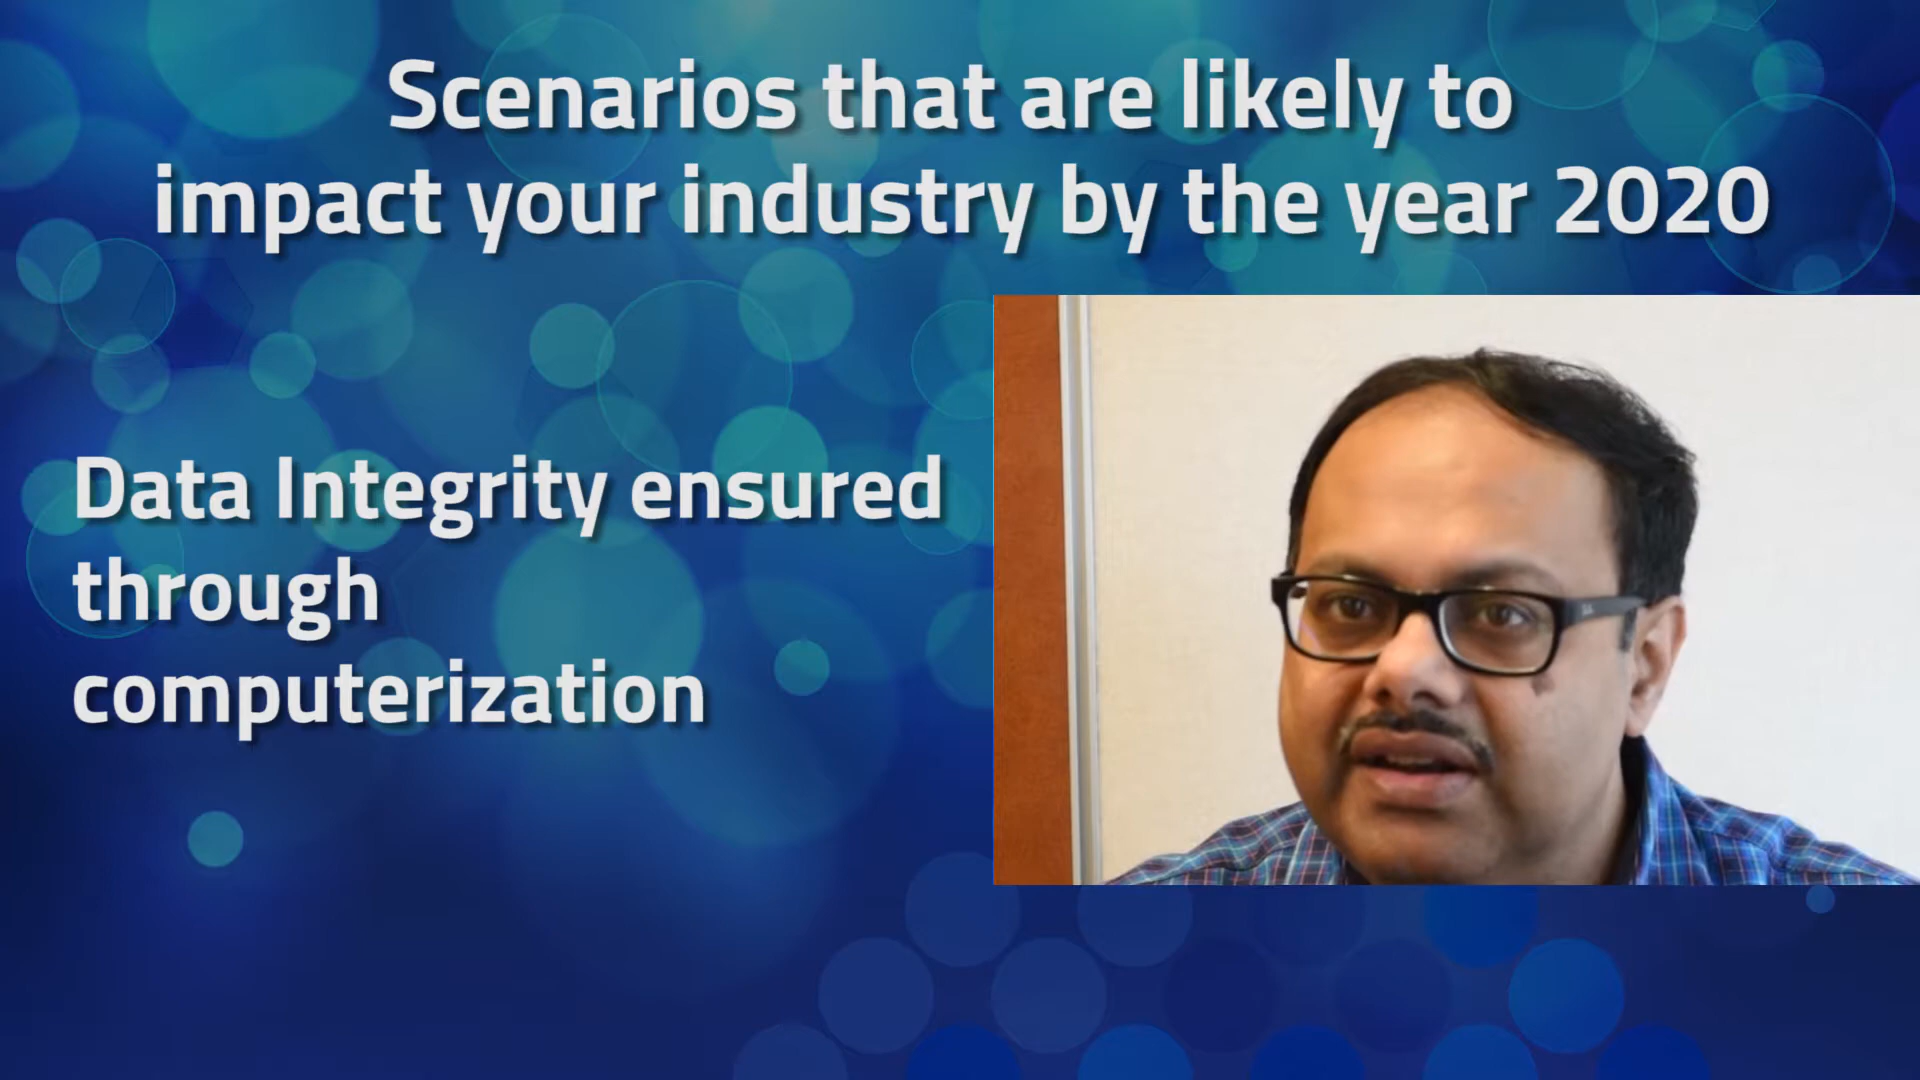 Scenarios that are likely to
impact your industry by the year 2020
Data Integrity ensured
through
computerization